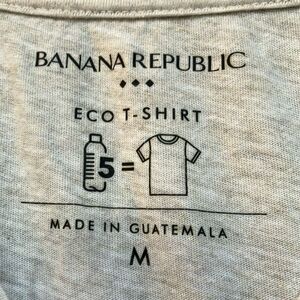 BANANA REPUBLIC
ECO T-SHIRT
5 =
MADE IN GUATEMALA
M